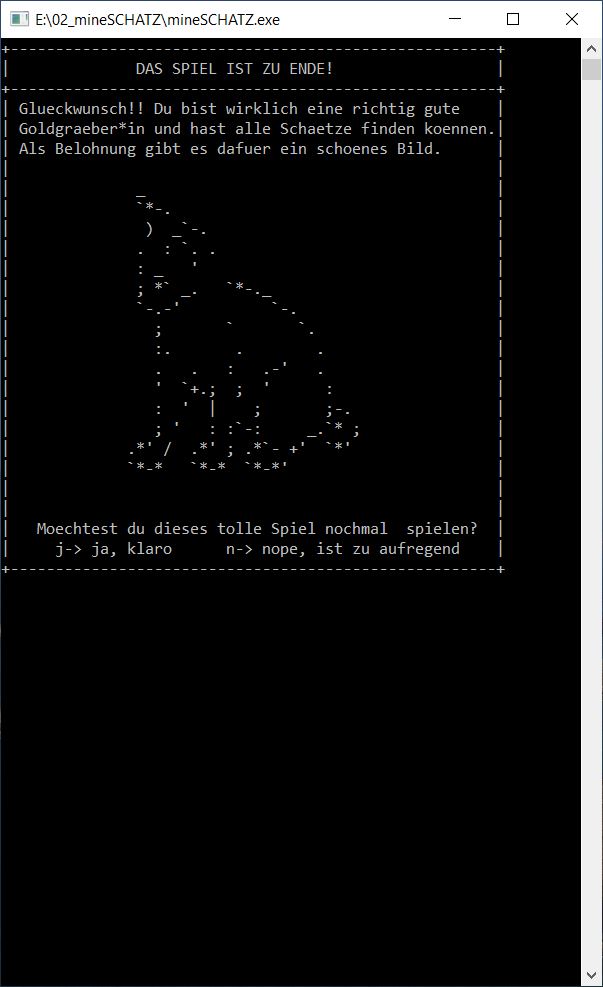 E:\02_mineSCHATZ\mineSCHATZ.exe
DAS SPIEL IST ZU ENDE!
Glueckwunsch!! Du bist wirklich eine richtig gute
Goldgraeber*in und hast alle Schaetze finden koennen.
Als Belohnung gibt es dafuer ein schoenes Bild.
Moechtest du dieses tolle Spiel nochmal  spielen?
j-> ja, klaro      n-> nope, ist zu aufregend